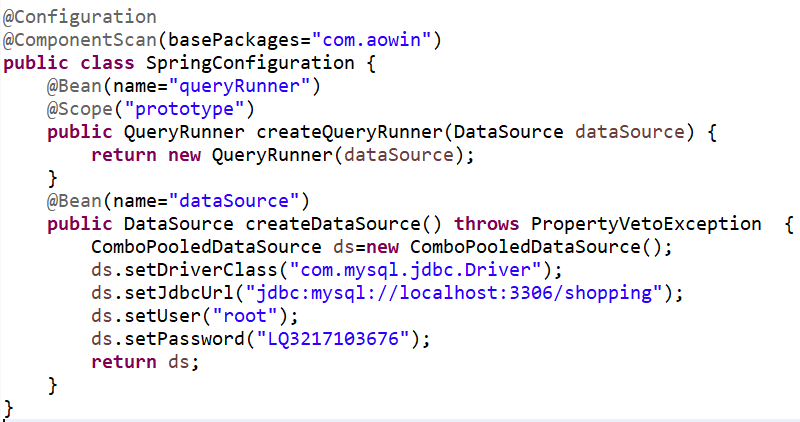 @Configuration
@ComponentScan(basePackages="com.aowin")
public class SpringConfiguration {
    @Bean(name="queryRunner")
    @Scope("prototype")
    public QueryRunner createQueryRunner(DataSource dataSource) {
        return new QueryRunner(dataSource);
    }
    @Bean(name="dataSource")
    public DataSource createDataSource() throws PropertyVetoException  {
        ComboPooledDataSource ds=new ComboPooledDataSource();
        ds.setDriverClass("com.mysql.jdbc.Driver");
        ds.setJdbcUrl("jdbc:mysql://localhost:3306/shopping");
        ds.setUser("root");
        ds.setPassword("LQ3217103676");
        return ds;
    }
}